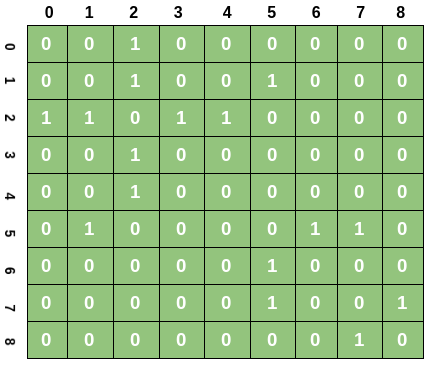 0 1 2 3 4 5 6 7 8
0 0 0 1 0 0 0 0 0 0
1 0 0 1 0 0 1 0 0 0
2 1 1 0 1 1 0 0 0 0
3 0 0 1 0 0 0 0 0 0
4 0 0 1 0 0 0 0 0 0
5 0 1 0 0 0 0 1 1 0
6 0 0 0 0 0 1 0 0 0
7 0 0 0 0 0 1 0 0 1
8 0 0 0 0 0 0 0 1 0